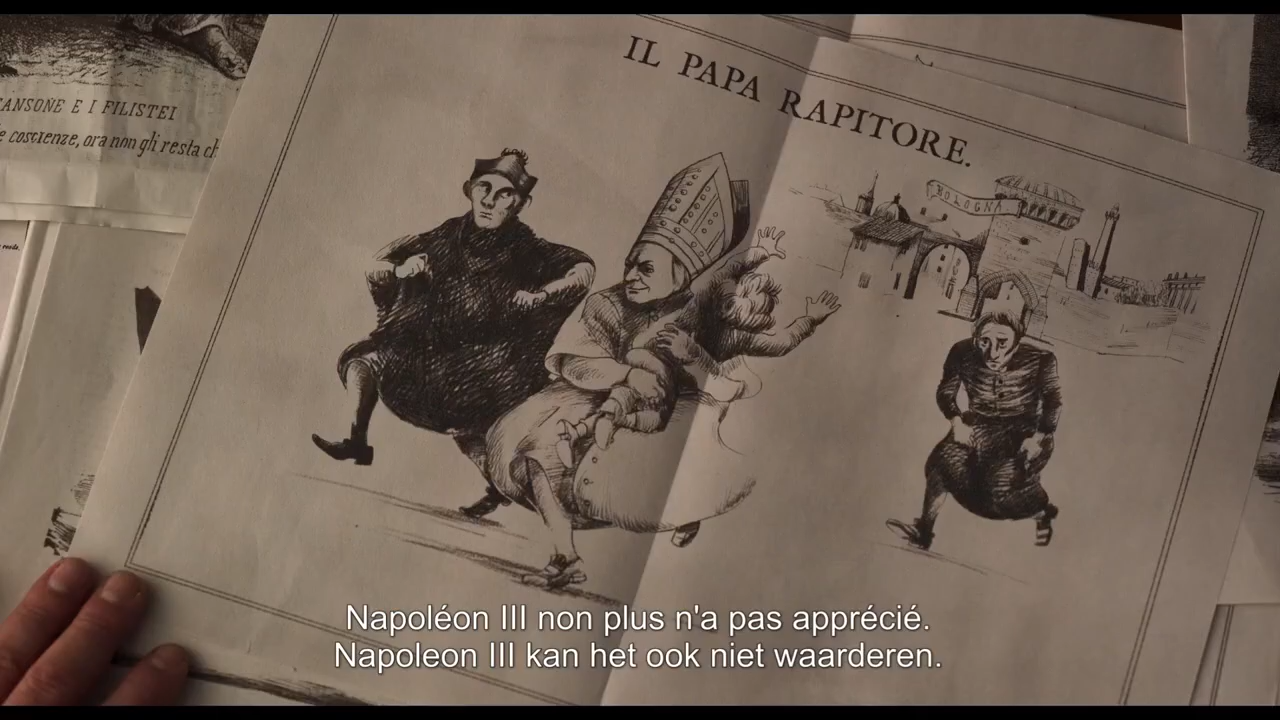 IL PAPA RAPITORE.
SANSONE E I FILISTEI
e coscienze, ora non gli resta ch
BOLOGNA
Napoléon III non plus n'a pas apprécié.
Napoleon III kan het ook niet waarderen.